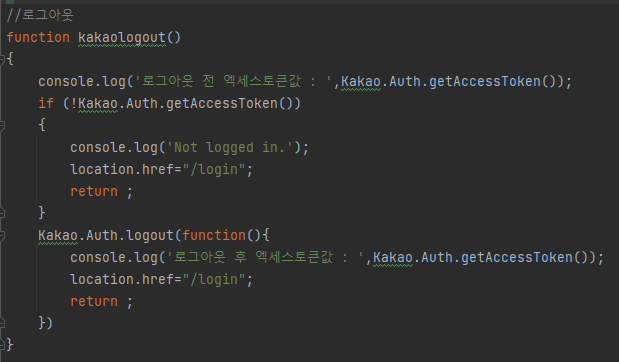 //로그아웃
function kakaologout()
{
console.log('로그아웃 전 엑세스토큰값 : ',Kakao.Auth.getAccessToken());
if (!Kakao.Auth.getAccessToken())
{
console.log('Not logged in.');
location.href="/login";
return ;
}
Kakao.Auth.logout(function(){
console.log('로그아웃 후 엑세스토큰값 : ',Kakao.Auth.getAccessToken());
location.href="/login";
return ;
})
}